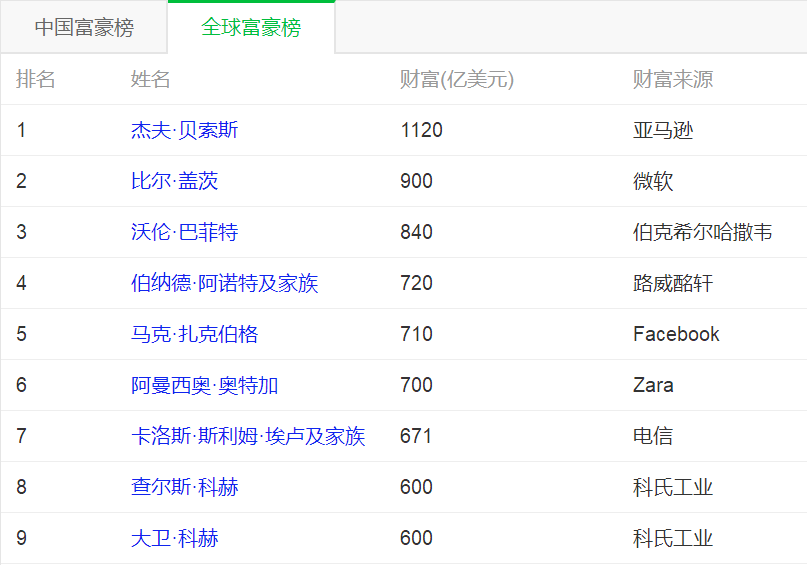 中国富豪榜 全球富豪榜
排名 姓名 财富(亿美元) 财富来源
1 杰夫·贝索斯 1120 亚马逊
2 比尔·盖茨 900 微软
3 沃伦·巴菲特 840 伯克希尔哈撒韦
4 伯纳德·阿诺特及家族 720 路威酩轩
5 马克·扎克伯格 710 Facebook
6 阿曼西奥·奥特加 700 Zara
7 卡洛斯·斯利姆·埃卢及家族 671 电信
8 查尔斯·科赫 600 科氏工业
9 大卫·科赫 600 科氏工业